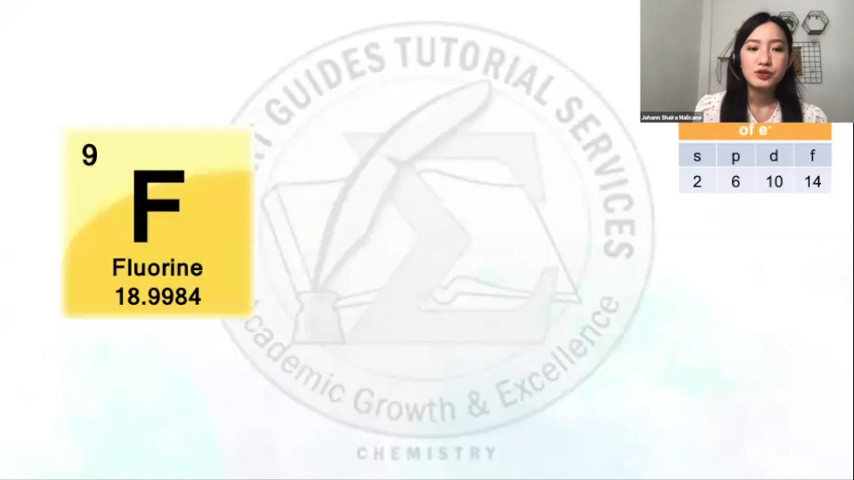 RT GUIDES TUTORIAL SERVICES
Johann Shaira Malicana
of e-
s p d f
2 6 10 14
9
F
Fluorine
18.9984
Academic Growth & Excellence
CHEMISTRY